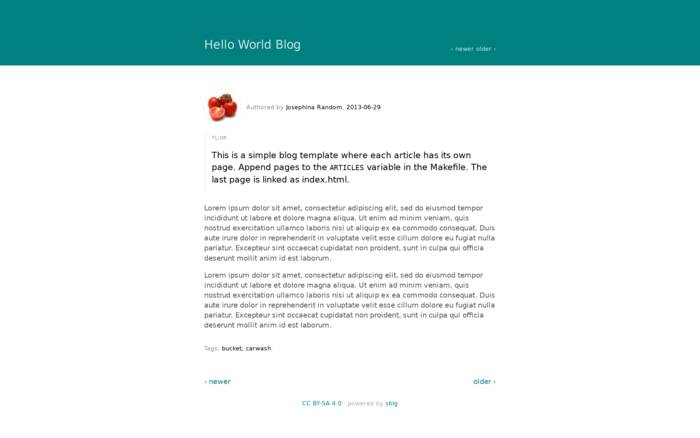 Hello World Blog
‹ newer older ›
Authored by Josephina Random, 2013-06-29
TL;DR
This is a simple blog template where each article has its own
page. Append pages to the ARTICLES variable in the Makefile. The
last page is linked as index.html.
Lorem ipsum dolor sit amet, consectetur adipiscing elit, sed do eiusmod tempor
incididunt ut labore et dolore magna aliqua. Ut enim ad minim veniam, quis
nostrud exercitation ullamco laboris nisi ut aliquip ex ea commodo consequat. Duis
aute irure dolor in reprehenderit in voluptate velit esse cillum dolore eu fugiat nulla
pariatur. Excepteur sint occaecat cupidatat non proident, sunt in culpa qui officia
deserunt mollit anim id est laborum.
Lorem ipsum dolor sit amet, consectetur adipiscing elit, sed do eiusmod tempor
incididunt ut labore et dolore magna aliqua. Ut enim ad minim veniam, quis
nostrud exercitation ullamco laboris nisi ut aliquip ex ea commodo consequat. Duis
aute irure dolor in reprehenderit in voluptate velit esse cillum dolore eu fugiat nulla
pariatur. Excepteur sint occaecat cupidatat non proident, sunt in culpa qui officia
deserunt mollit anim id est laborum.
Tags: bucket, carwash
‹ newer older ›
CC BY-SA 4.0 powered by sblg